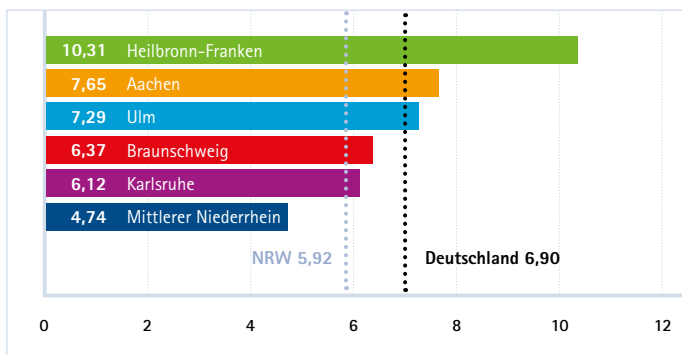 10,31 Heilbronn-Franken
7,65 Aachen
7,29 Ulm
6,37 Braunschweig
6,12 Karlsruhe
4,74 Mittlerer Niederrhein
NRW 5,92 Deutschland 6,90
0 2 4 6 8 10 12